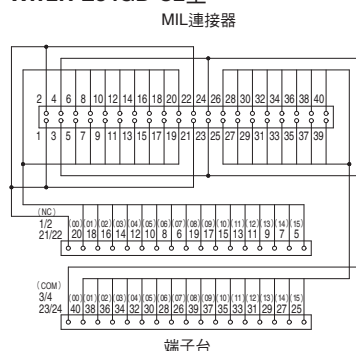 MIL連接器
2 4 6 8 10 12 14 16 18 20 22 24 26 28 30 32 34 36 38 40
1 3 5 7 9 11 13 15 17 19 21 23 25 27 29 31 33 35 37 39
(NC)
1/2 (00) (01) (02) (03) (04) (05) (06) (07) (08) (09) (10) (11) (12) (13) (14) (15)
21/22 20 18 16 14 12 10 8 6 19 17 15 13 11 9 7 5
(COM)
3/4 (00) (01) (02) (03) (04) (05) (06) (07) (08) (09) (10) (11) (12) (13) (14) (15)
23/24 40 38 36 34 32 30 28 26 39 37 35 33 31 29 27 25
端子台